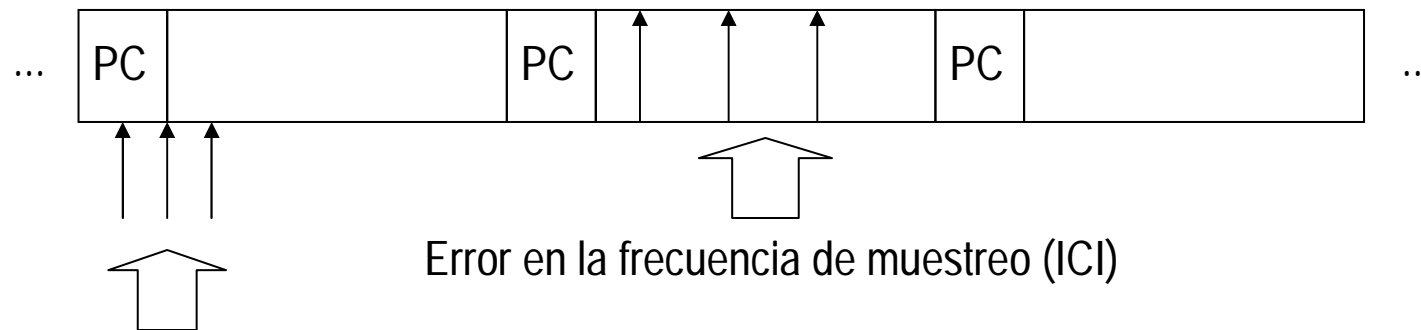 ... PC PC PC ..
Error en la frecuencia de muestreo (ICI)